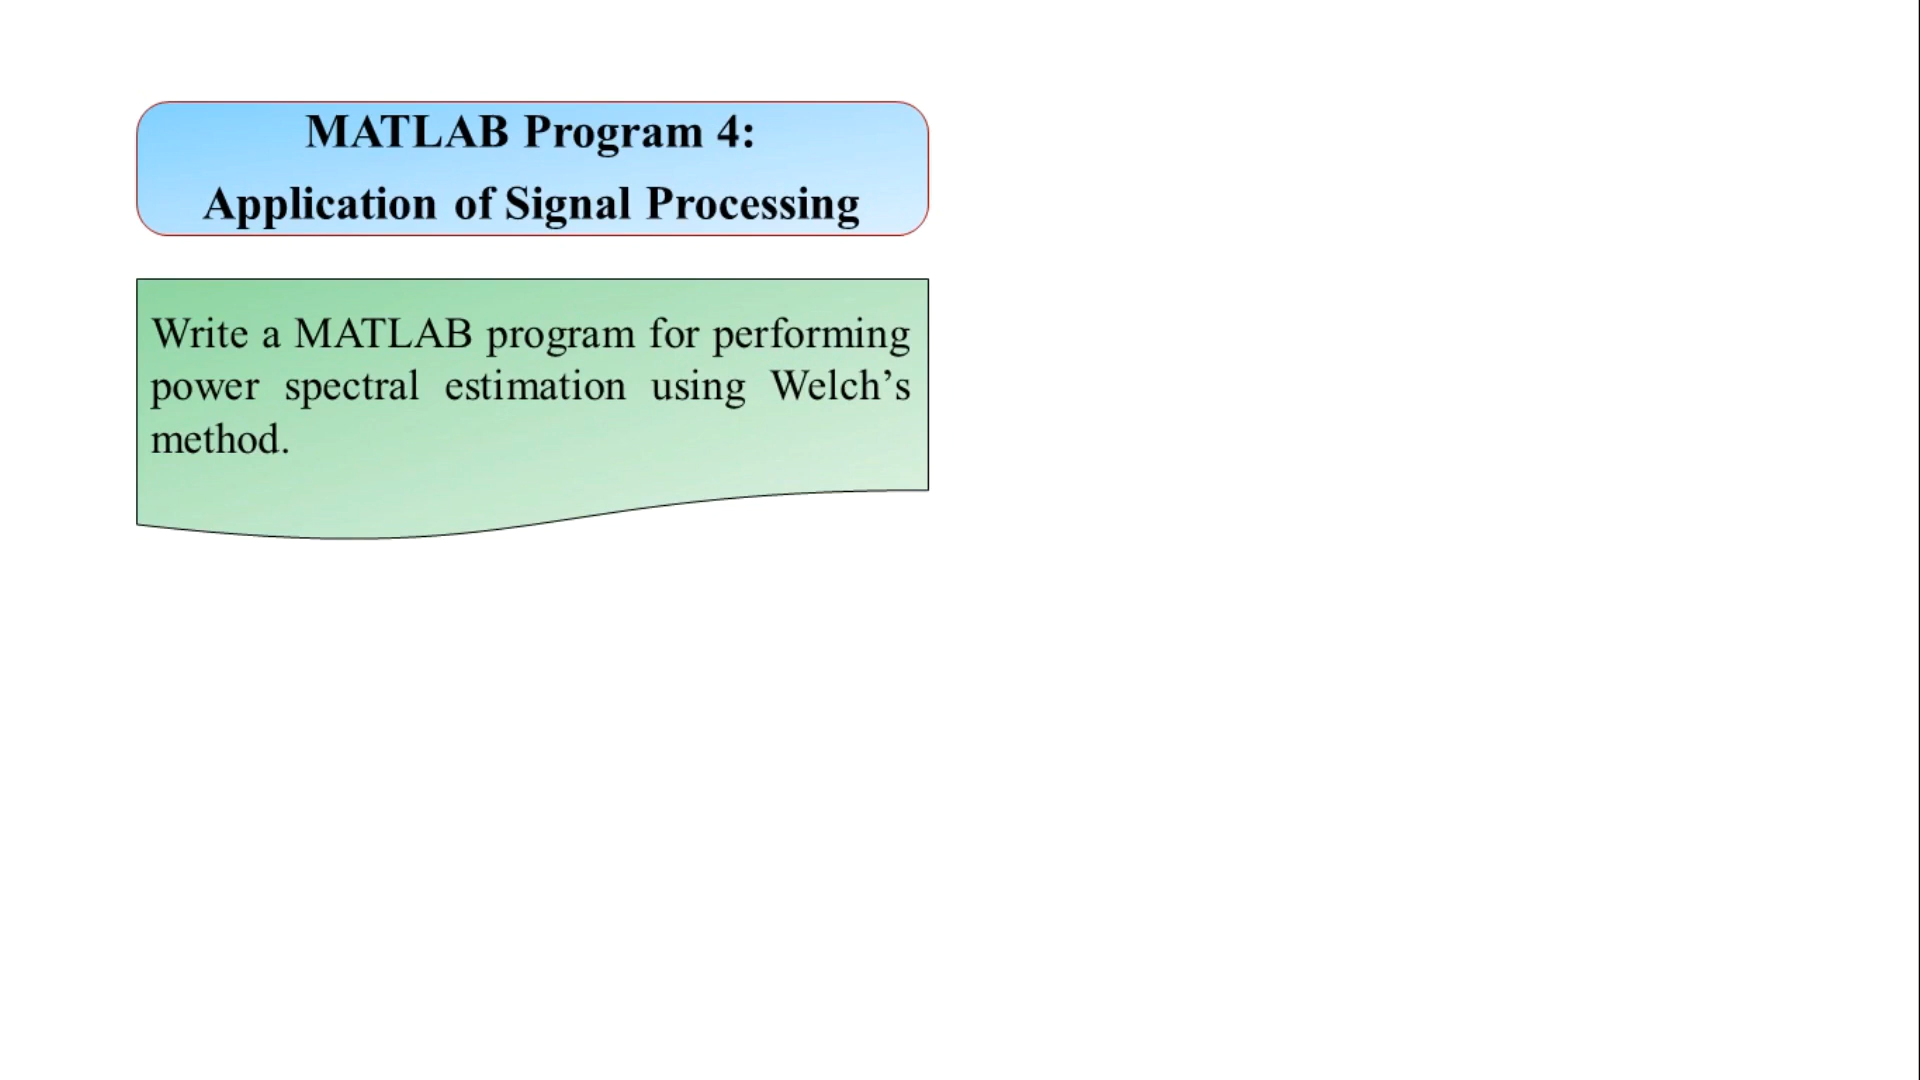 MATLAB Program 4:
Application of Signal Processing
Write a MATLAB program for performing
power spectral estimation using Welch’s
method.